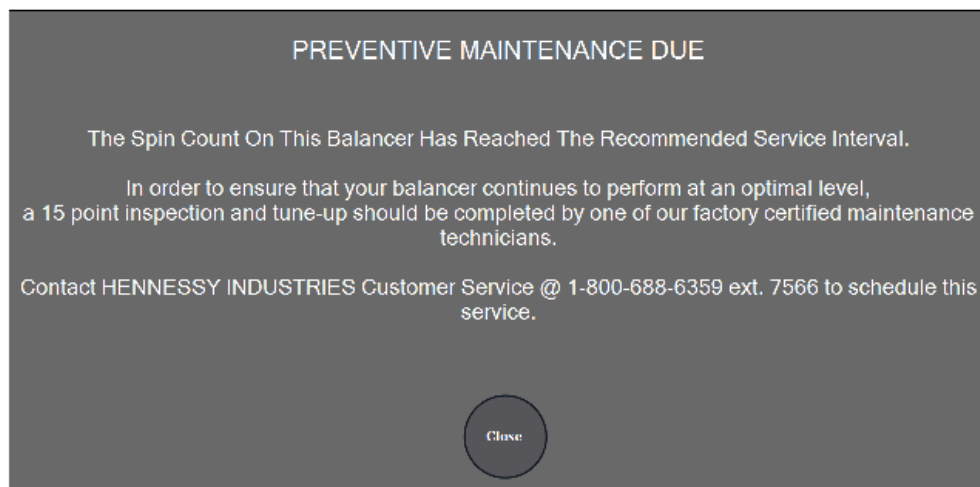 PREVENTIVE MAINTENANCE DUE
The Spin Count On This Balancer Has Reached The Recommended Service Interval.
In order to ensure that your balancer continues to perform at an optimal level,
a 15 point inspection and tune-up should be completed by one of our factory certified maintenance
technicians.
Contact HENNESSY INDUSTRIES Customer Service @ 1-800-688-6359 ext. 7566 to schedule this
service.
Close